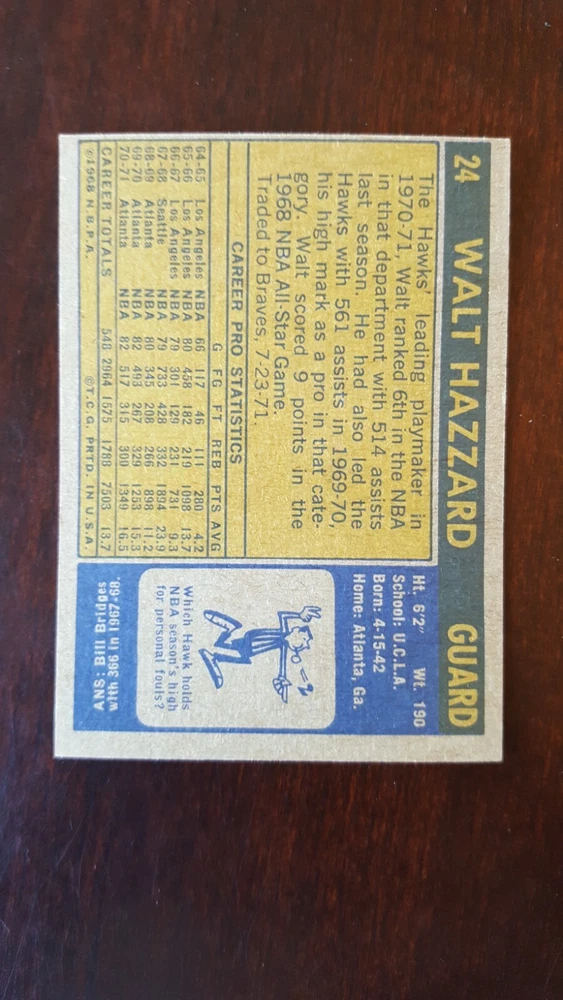 24 WALT HAZZARD GUARD
The Hawks' leading playmaker in
1970-71, Walt ranked 6th in the NBA
in that department with 514 assists
last season. He had also led the
Hawks with 561 assists in 1969-70,
his high mark as a pro in that cate-
gory. Walt scored 9 points in the
1968 NBA All-Star Game.
Traded to Braves, 7-23-71.
CAREER PRO STATISTICS
G FG FT REB PTS AVG
64-65 Los Angeles NBA 66 117 46 111 280 4.2
65-66 Los Angeles NBA 80 458 182 219 1098 13.7
66-67 Los Angeles NBA 79 301 129 231 731 9.3
67-68 Seattle NBA 79 733 428 332 1894 23.9
68-69 Atlanta NBA 80 345 208 266 898 11.2
69-70 Atlanta NBA 82 493 267 329 1253 15.3
70-71 Atlanta NBA 82 517 315 300 1349 16.5
CAREER TOTALS 548 2964 1575 1788 7503 13.7
©1968 N.B.P.A. ©T.C.G. PRTD. IN U.S.A.
Ht. 6'2" Wt. 190
School: U.C.L.A.
Born: 4-15-42
Home: Atlanta, Ga.
Which Hawk holds
NBA season's high
for personal fouls?
ANS: Bill Bridges
with 366 in 1967-68.